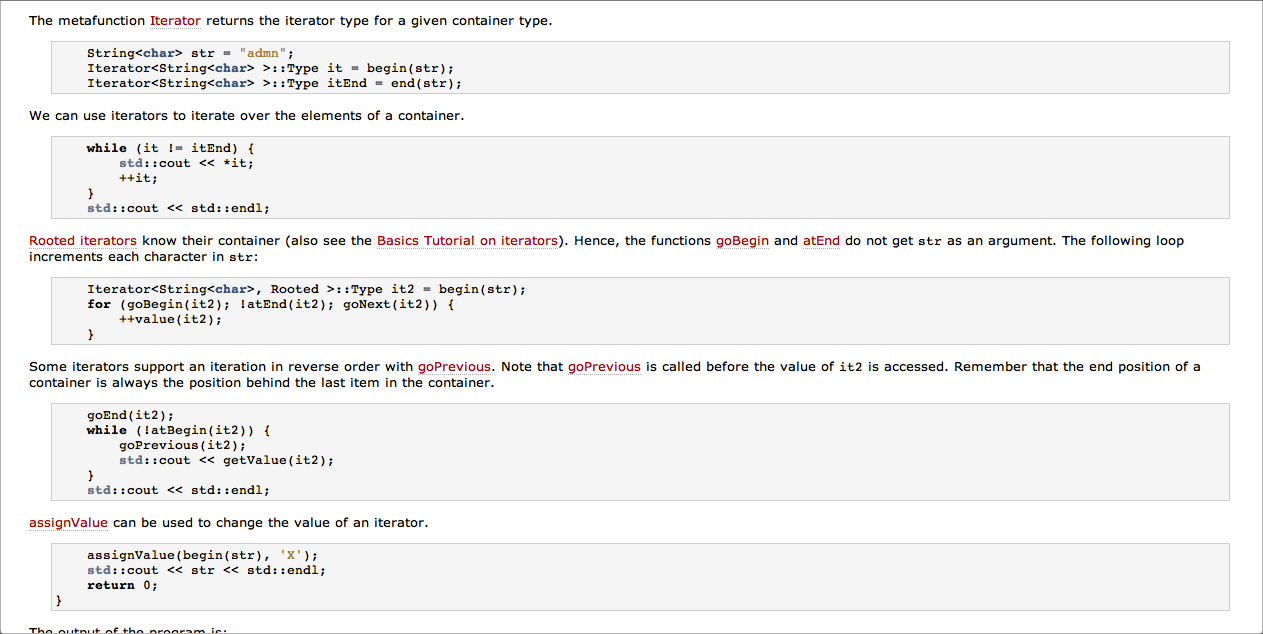 The metafunction Iterator returns the iterator type for a given container type.
String<char> str = "admn";
Iterator<String<char> >::Type it = begin(str);
Iterator<String<char> >::Type itEnd = end(str);
We can use iterators to iterate over the elements of a container.
while (it != itEnd) {
std::cout << *it;
++it;
}
std::cout << std::endl;
Rooted iterators know their container (also see the Basics Tutorial on iterators). Hence, the functions goBegin and atEnd do not get str as an argument. The following loop
increments each character in str:
Iterator<String<char>, Rooted >::Type it2 = begin(str);
for (goBegin(it2); !atEnd(it2); goNext(it2)) {
++value(it2);
}
Some iterators support an iteration in reverse order with goPrevious. Note that goPrevious is called before the value of it2 is accessed. Remember that the end position of a
container is always the position behind the last item in the container.
goEnd(it2);
while (!atBegin(it2)) {
goPrevious(it2);
std::cout << getValue(it2);
}
std::cout << std::endl;
assignValue can be used to change the value of an iterator.
assignValue(begin(str), 'X');
std::cout << str << std::endl;
return 0;
}
The output of the program is: